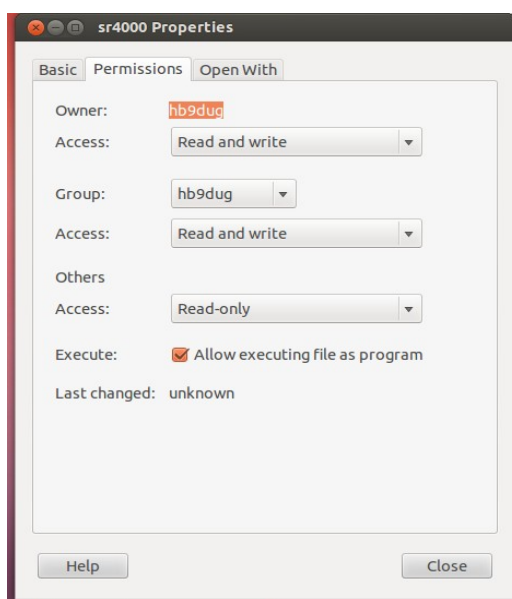 sr4000 Properties
Basic Permissions Open With
Owner: hb9dug
Access: Read and write
Group: hb9dug
Access: Read and write
Others
Access: Read-only
Execute: Allow executing file as program
Last changed: unknown
Help Close